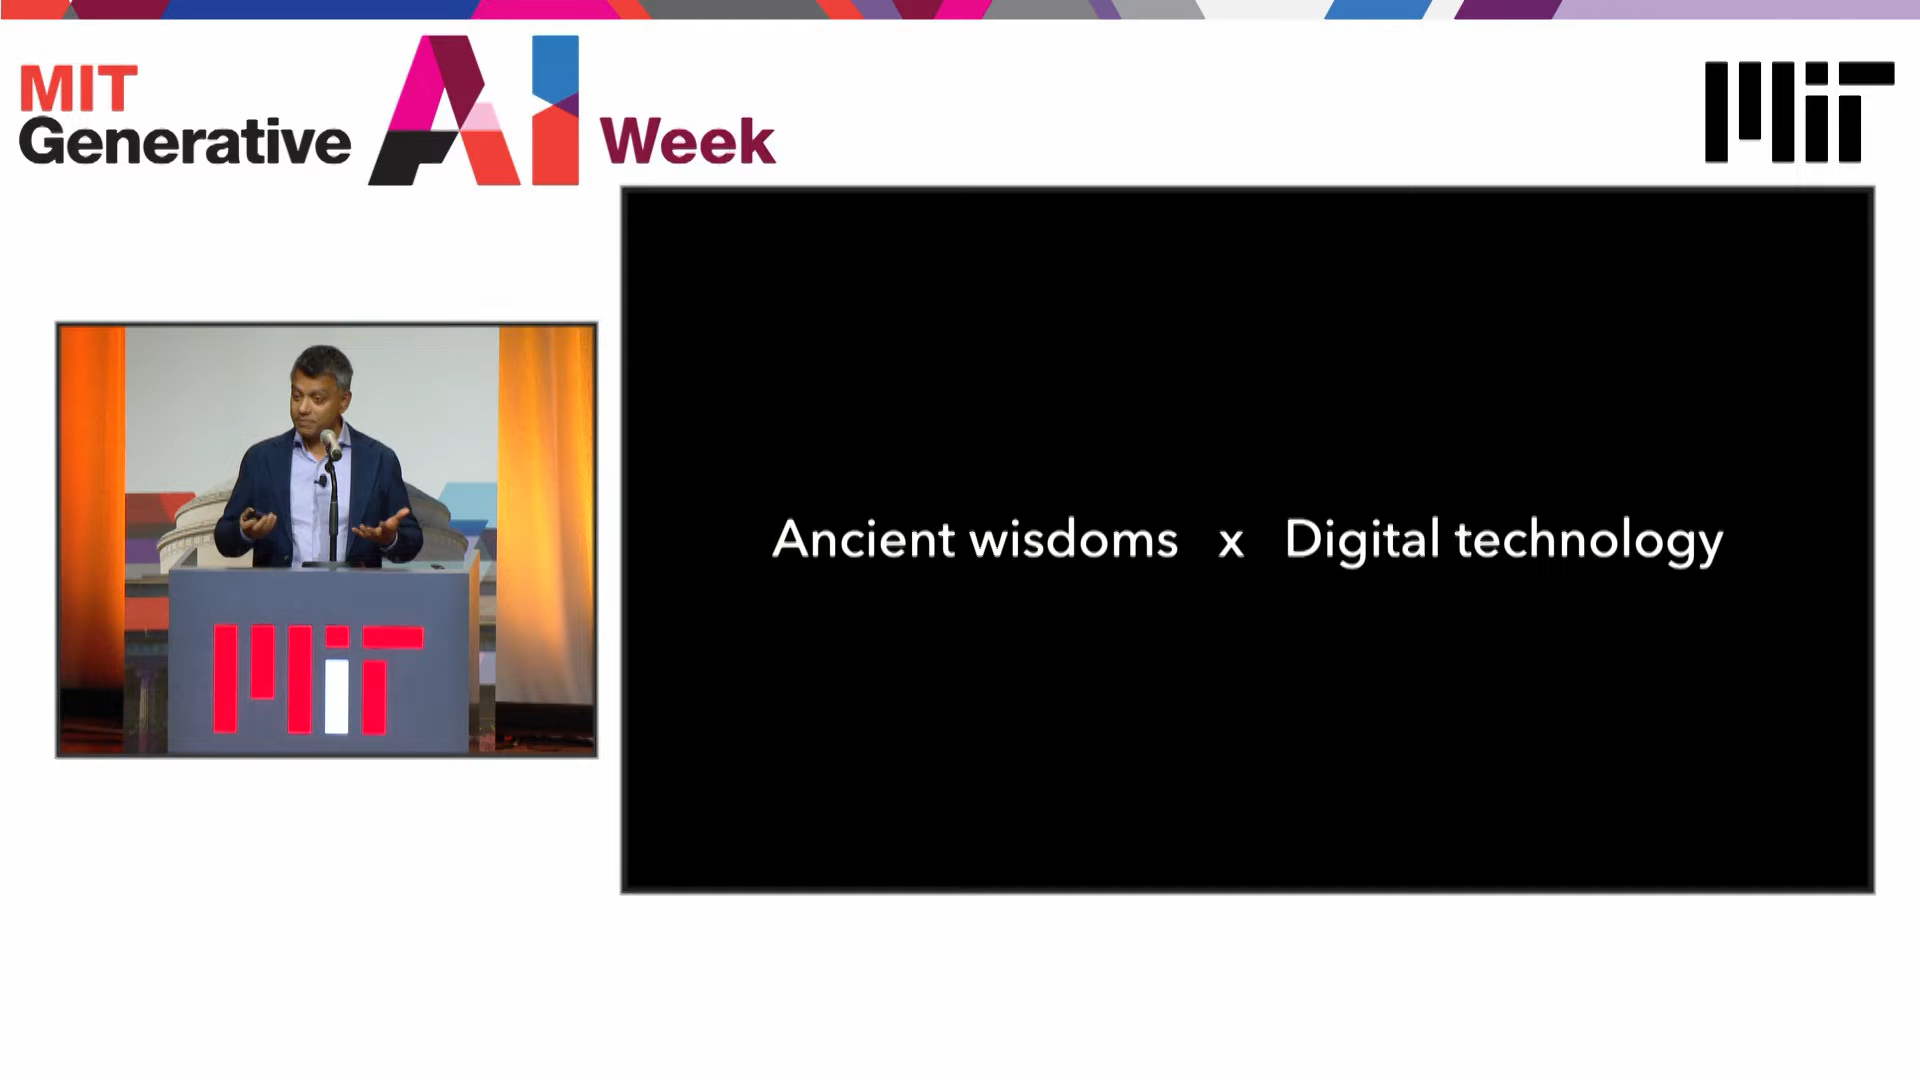 MIT
Generative AI Week
MIT
Ancient wisdoms x Digital technology
MIT